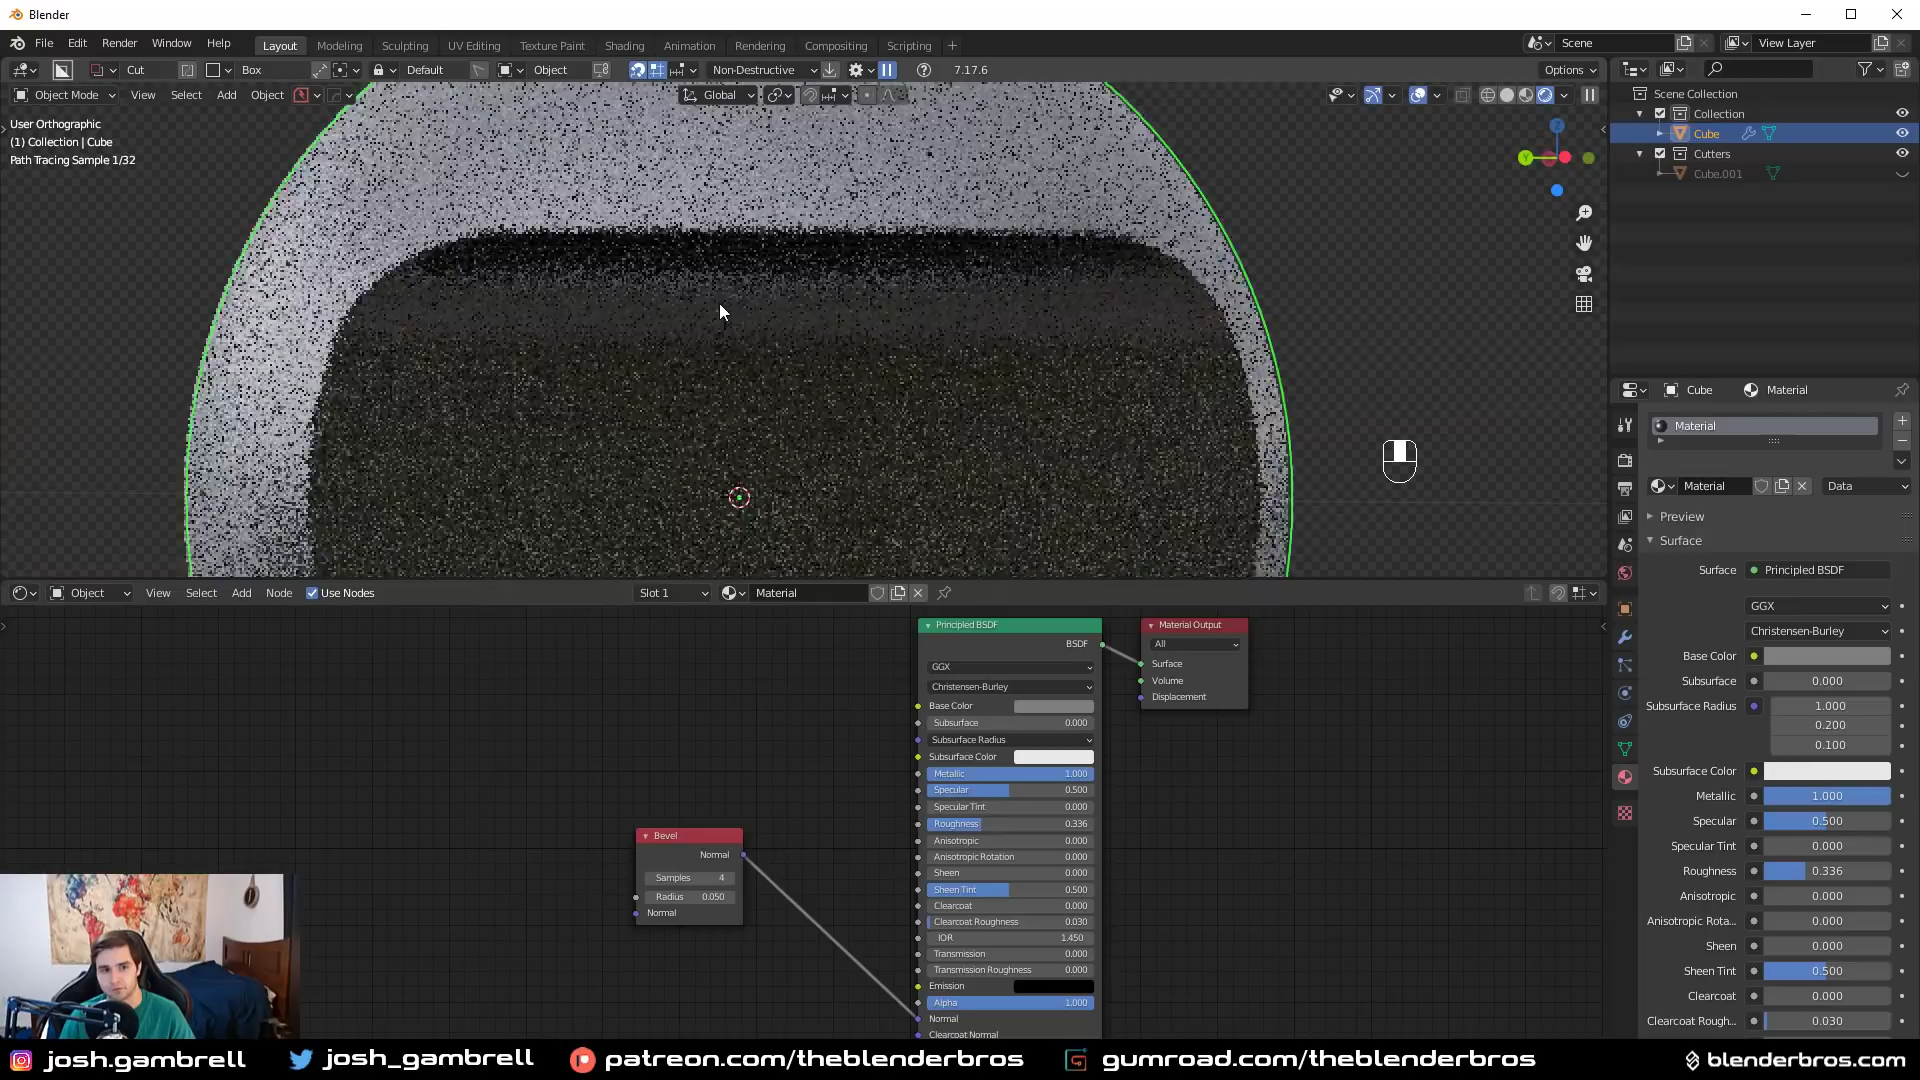 Blender
File Edit Render Window Help Layout Modeling Sculpting UV Editing Texture Paint Shading Animation Rendering Compositing Scripting + Scene View Layer
Cut Box Default Object Non-Destructive 7.17.6 Options
Object Mode View Select Add Object Global
User Orthographic
(1) Collection | Cube
Path Tracing Sample 1/32
Scene Collection
Collection
Cube
Cutters
Cube.001
Cube Material
Material
Material Data
Preview
Surface
Surface Principled BSDF
GGX
Christensen-Burley
Base Color
Subsurface 0.000
Subsurface Radius 1.000
0.200
0.100
Subsurface Color
Metallic 1.000
Specular 0.500
Specular Tint 0.000
Roughness 0.336
Anisotropic 0.000
Anisotropic Rota... 0.000
Sheen 0.000
Sheen Tint 0.500
Clearcoat 0.000
Clearcoat Rough... 0.030
Object View Select Add Node Use Nodes Slot 1 Material
Principled BSDF
BSDF
GGX
Christensen-Burley
Base Color
Subsurface 0.000
Subsurface Radius
Subsurface Color
Metallic 1.000
Specular 0.500
Specular Tint 0.000
Roughness 0.336
Anisotropic 0.000
Anisotropic Rotation 0.000
Sheen 0.000
Sheen Tint 0.500
Clearcoat 0.000
Clearcoat Roughness 0.030
IOR 1.450
Transmission 0.000
Transmission Roughness 0.000
Emission
Alpha 1.000
Normal
Clearcoat Normal
Material Output
All
Surface
Volume
Displacement
Bevel
Normal
Samples 4
Radius 0.050
Normal
josh.gambrell josh_gambrell patreon.com/theblenderbros gumroad.com/theblenderbros blenderbros.com